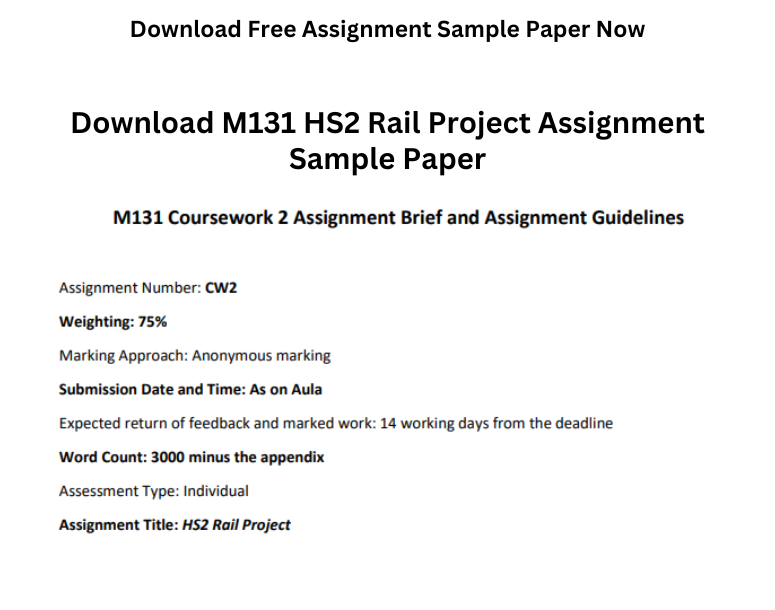 Download Free Assignment Sample Paper Now
Download M131 HS2 Rail Project Assignment
Sample Paper
M131 Coursework 2 Assignment Brief and Assignment Guidelines
Assignment Number: CW2
Weighting: 75%
Marking Approach: Anonymous marking
Submission Date and Time: As on Aula
Expected return of feedback and marked work: 14 working days from the deadline
Word Count: 3000 minus the appendix
Assessment Type: Individual
Assignment Title: HS2 Rail Project